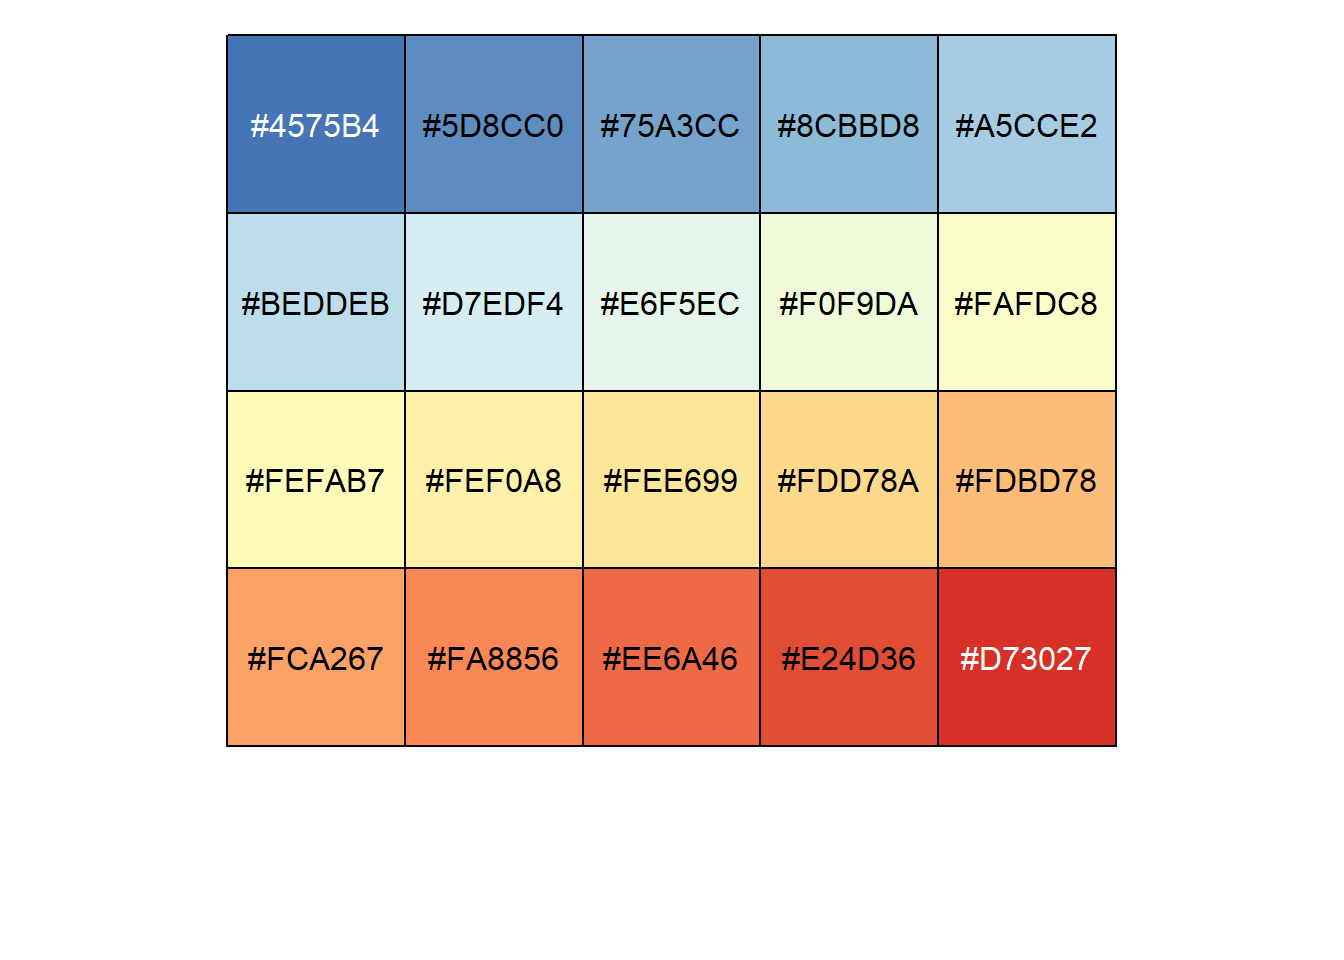 #4575B4 #5D8CC0 #75A3CC #8CBBD8 #A5CCE2
#BEDDEB #D7EDF4 #E6F5EC #F0F9DA #FAFDC8
#FEFAB7 #FEF0A8 #FEE699 #FDD78A #FDBD78
#FCA267 #FA8856 #EE6A46 #E24D36 #D73027